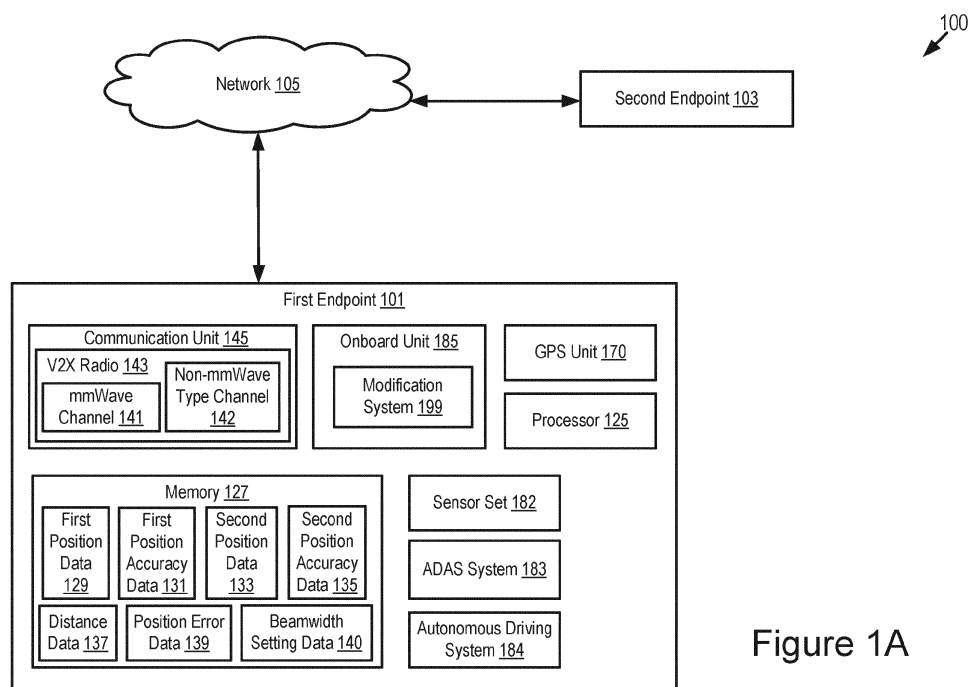 100
Network 105
Second Endpoint 103
First Endpoint 101
Communication Unit 145
V2X Radio 143
mmWave
Channel 141
Non-mmWave
Type Channel
142
Onboard Unit 185
Modification
System 199
GPS Unit 170
Processor 125
Memory 127
First
Position
Data
129
First
Position
Accuracy
Data 131
Second
Position
Data
133
Second
Position
Accuracy
Data 135
Distance
Data 137
Position Error
Data 139
Beamwidth
Setting Data 140
Sensor Set 182
ADAS System 183
Autonomous Driving
System 184
Figure 1A